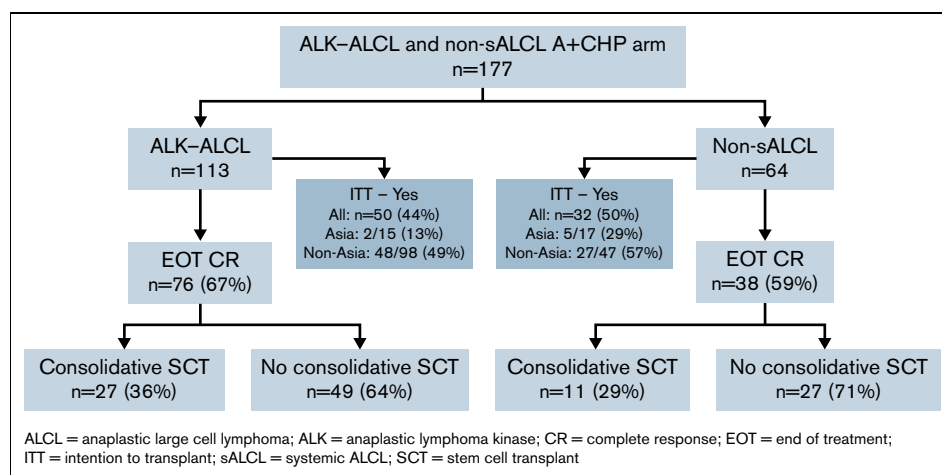 ALK–ALCL and non-sALCL A+CHP arm
n=177
ALK–ALCL
n=113
Non-sALCL
n=64
ITT – Yes
All: n=50 (44%)
Asia: 2/15 (13%)
Non-Asia: 48/98 (49%)
ITT – Yes
All: n=32 (50%)
Asia: 5/17 (29%)
Non-Asia: 27/47 (57%)
EOT CR
n=76 (67%)
EOT CR
n=38 (59%)
Consolidative SCT
n=27 (36%)
No consolidative SCT
n=49 (64%)
Consolidative SCT
n=11 (29%)
No consolidative SCT
n=27 (71%)
ALCL = anaplastic large cell lymphoma; ALK = anaplastic lymphoma kinase; CR = complete response; EOT = end of treatment;
ITT = intention to transplant; sALCL = systemic ALCL; SCT = stem cell transplant